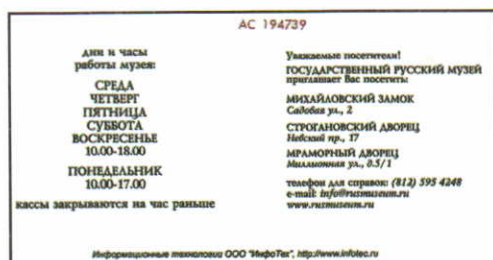 АС 194739
дни и часы
работы музея:
СРЕДА
ЧЕТВЕРГ
ПЯТНИЦА
СУББОТА
ВОСКРЕСЕНЬЕ
10.00-18.00
ПОНЕДЕЛЬНИК
10.00-17.00
кассы закрываются на час раньше
Уважаемые посетители!
ГОСУДАРСТВЕННЫЙ РУССКИЙ МУЗЕЙ
приглашает Вас посетить:
МИХАЙЛОВСКИЙ ЗАМОК
Садовая ул., 2
СТРОГАНОВСКИЙ ДВОРЕЦ
Невский пр., 17
МРАМОРНЫЙ ДВОРЕЦ
Миллионная ул., д.5/1
телефон для справок: (812) 595 4248
e-mail: info@rusmuseum.ru
www.rusmuseum.ru
Информационные технологии ООО "ИнфоТех", http://www.infotec.ru